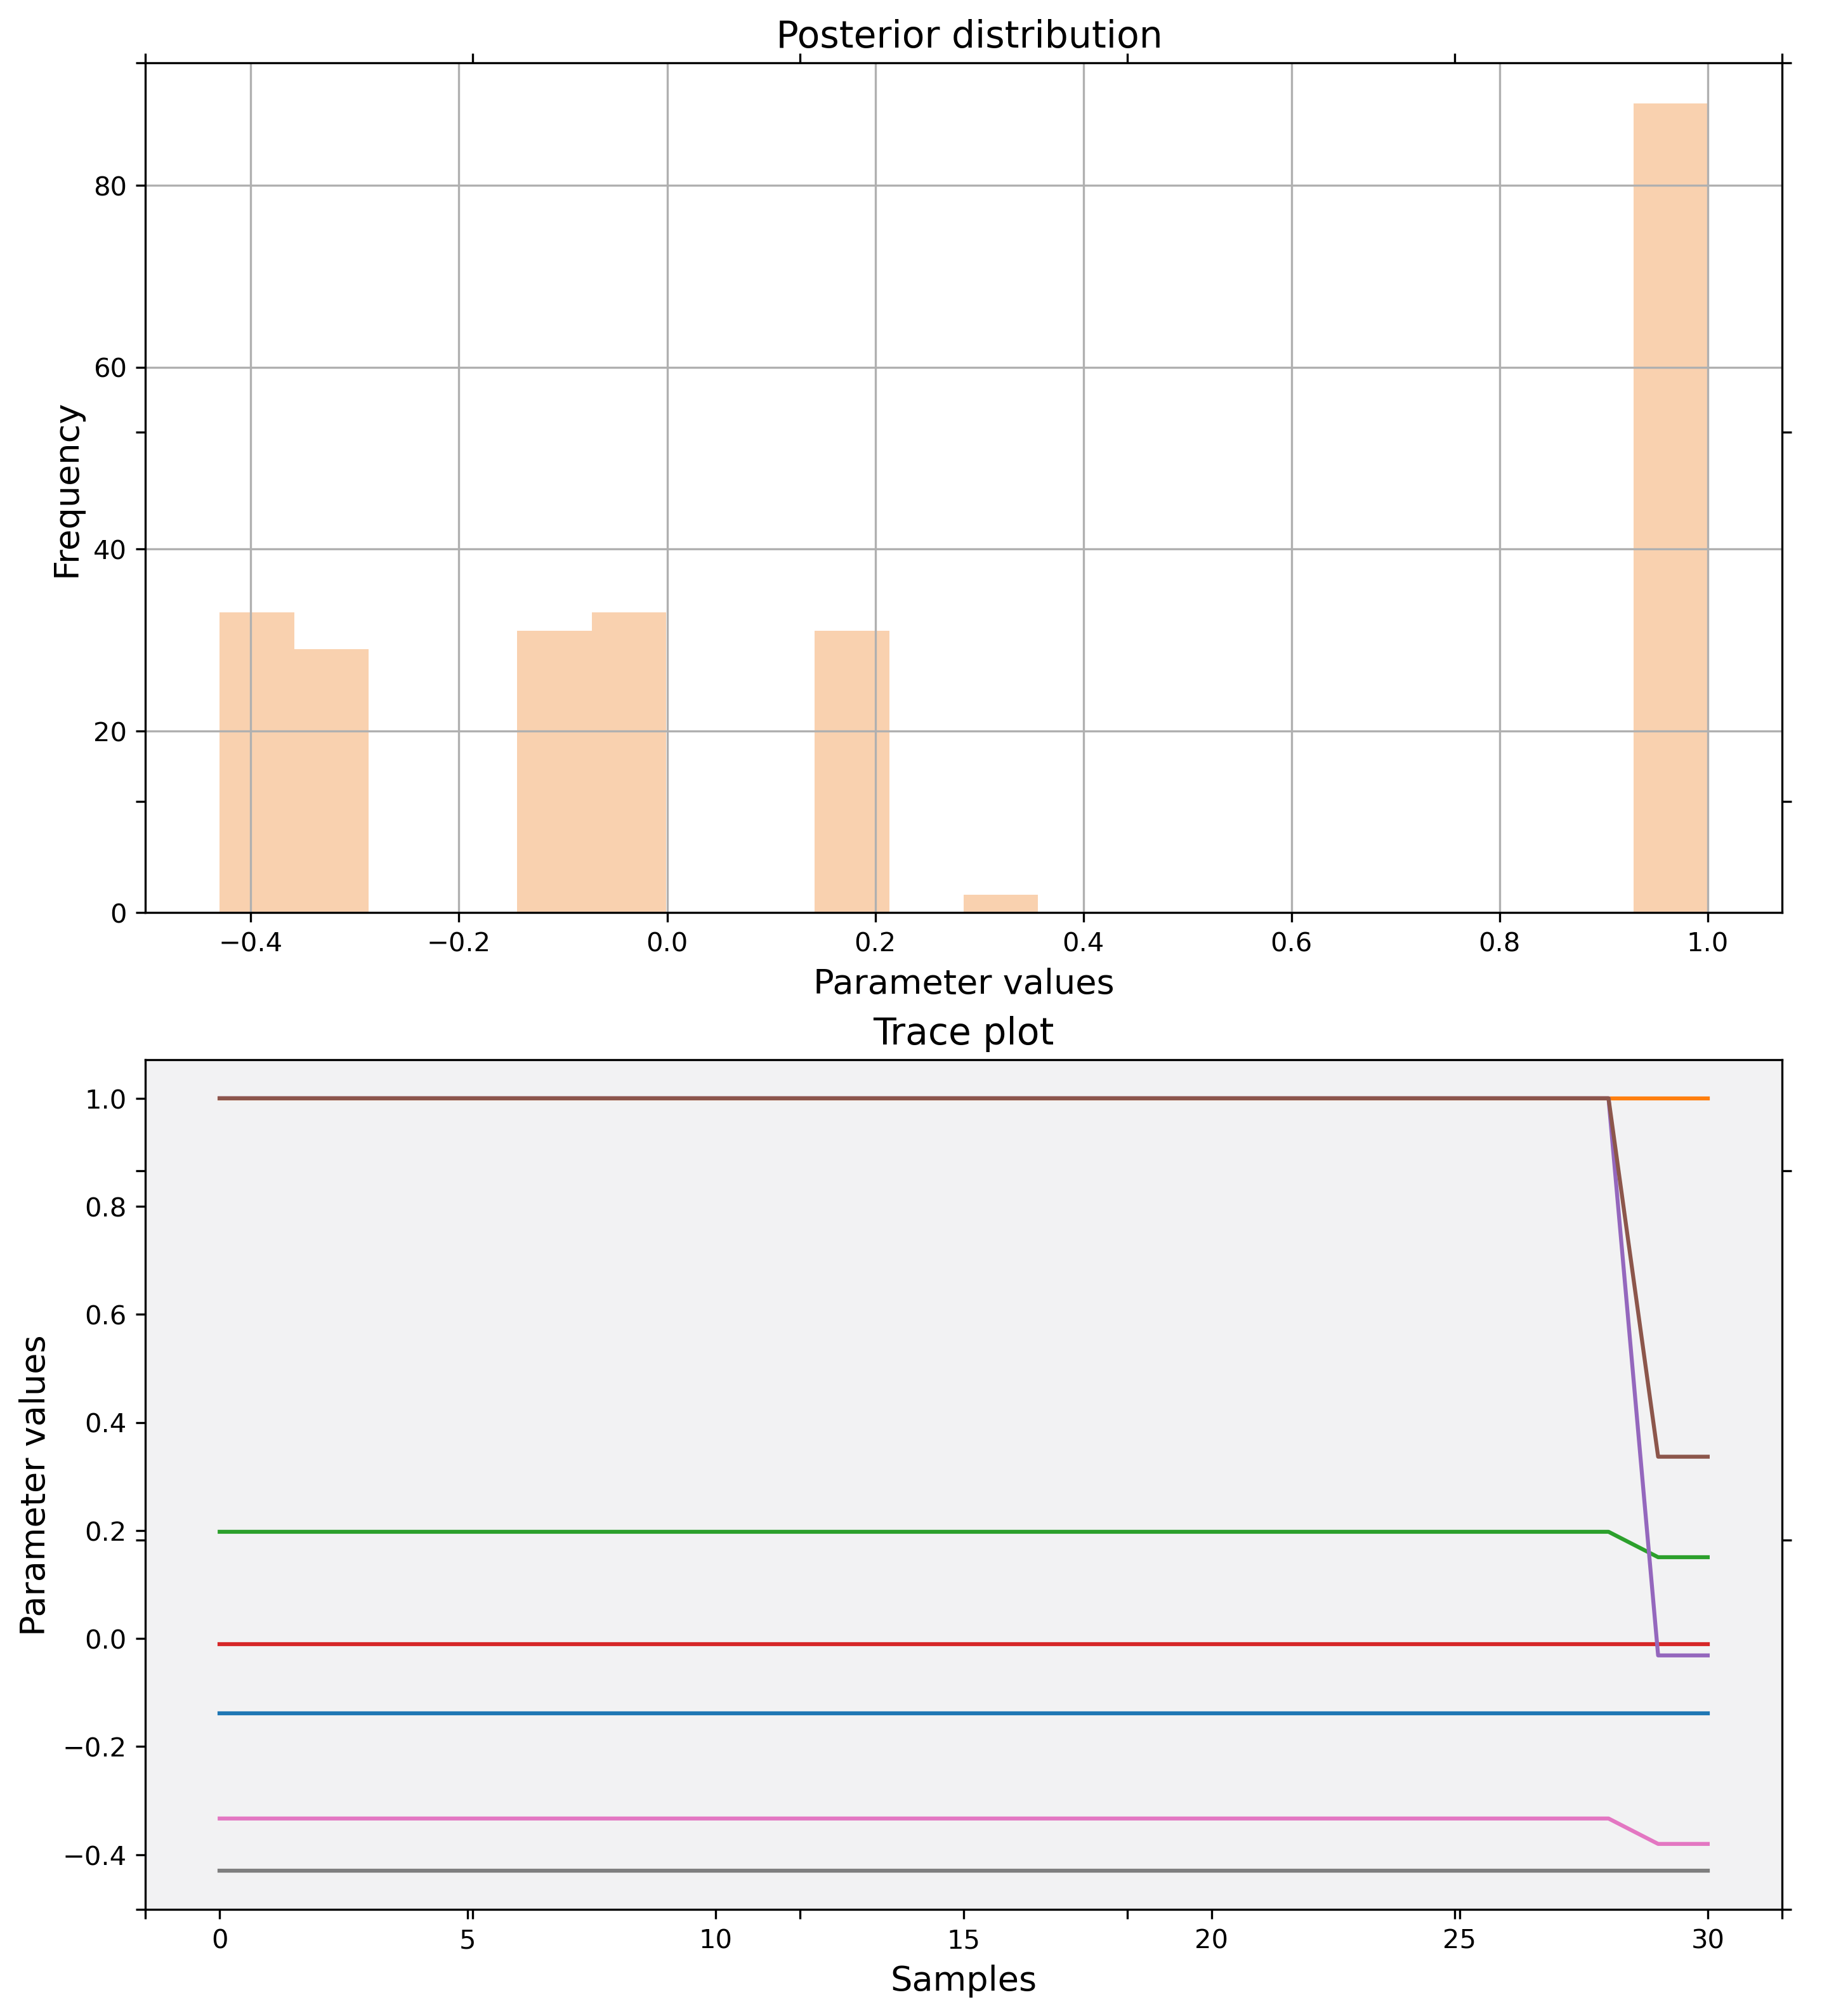 Posterior distribution
Frequency
80
60
40
20
0
−0.4 −0.2 0.0 0.2 0.4 0.6 0.8 1.0
Parameter values
Trace plot
Parameter values
1.0
0.8
0.6
0.4
0.2
0.0
−0.2
−0.4
0 5 10 15 20 25 30
Samples